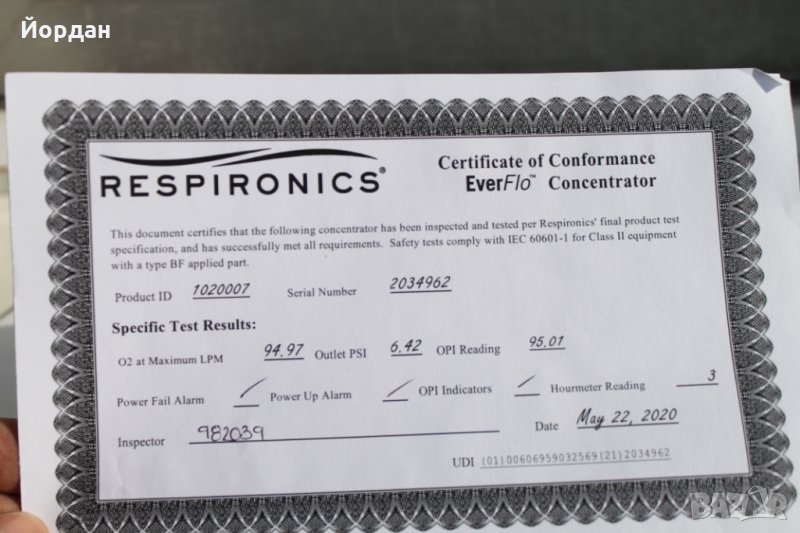 Йордан
RESPIRONICS®
Certificate of Conformance
EverFlo™ Concentrator
This document certifies that the following concentrator has been inspected and tested per Respironics' final product test
specification, and has successfully met all requirements. Safety tests comply with IEC 60601-1 for Class II equipment
with a type BF applied part.
Product ID 1020007 Serial Number 2034962
Specific Test Results:
O2 at Maximum LPM 94.97 Outlet PSI 6.42 OPI Reading 95.01
Power Fail Alarm ✓ Power Up Alarm ✓ OPI Indicators ✓ Hourmeter Reading 3
Inspector 982039 Date May 22, 2020
UDI (01)00606959032569(21)2034962
BAZAR